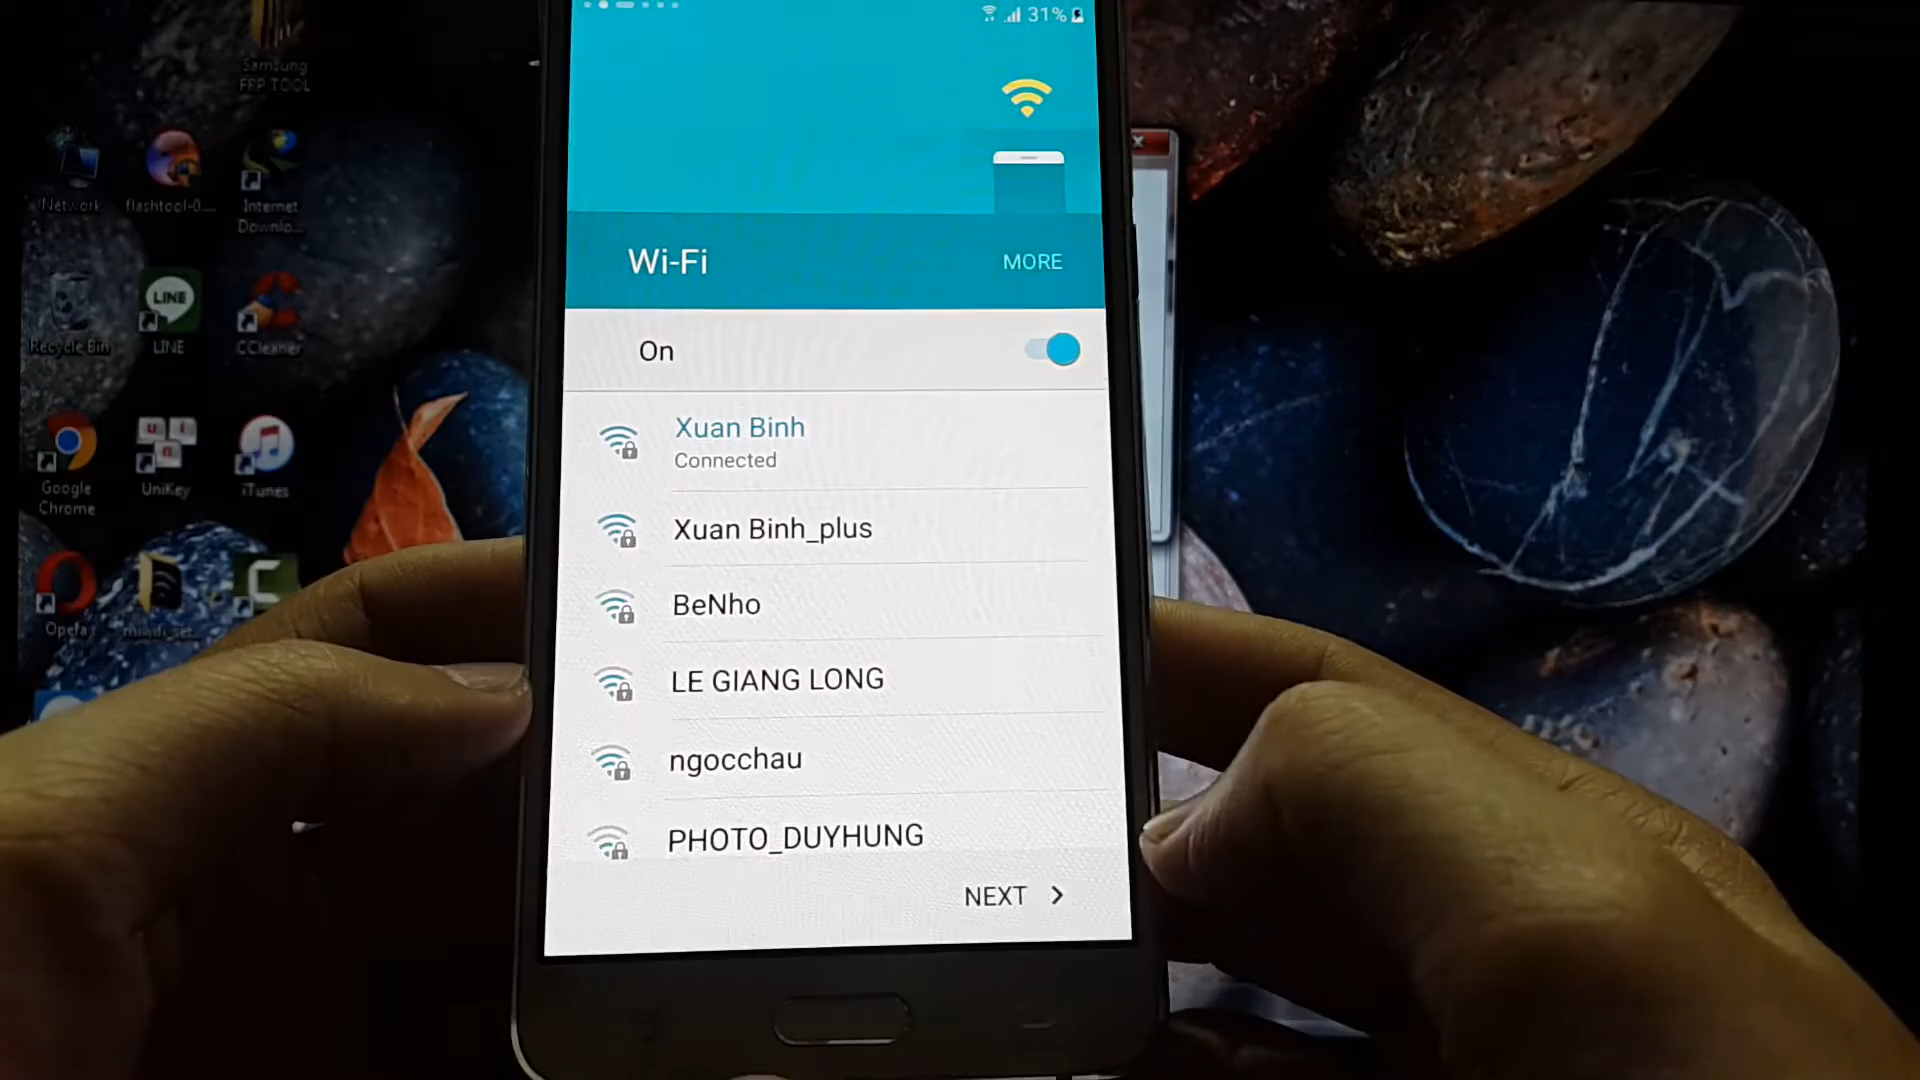 Samsung
FRP TOOL
Network
flashtool-0....
Internet
Downlo...
Recycle Bin
LINE
LINE
CCleaner
Google
Chrome
UniKey
iTunes
Opera
31%
Wi-Fi
MORE
On
Xuan Binh
Connected
Xuan Binh_plus
BeNho
LE GIANG LONG
ngocchau
PHOTO_DUYHUNG
NEXT